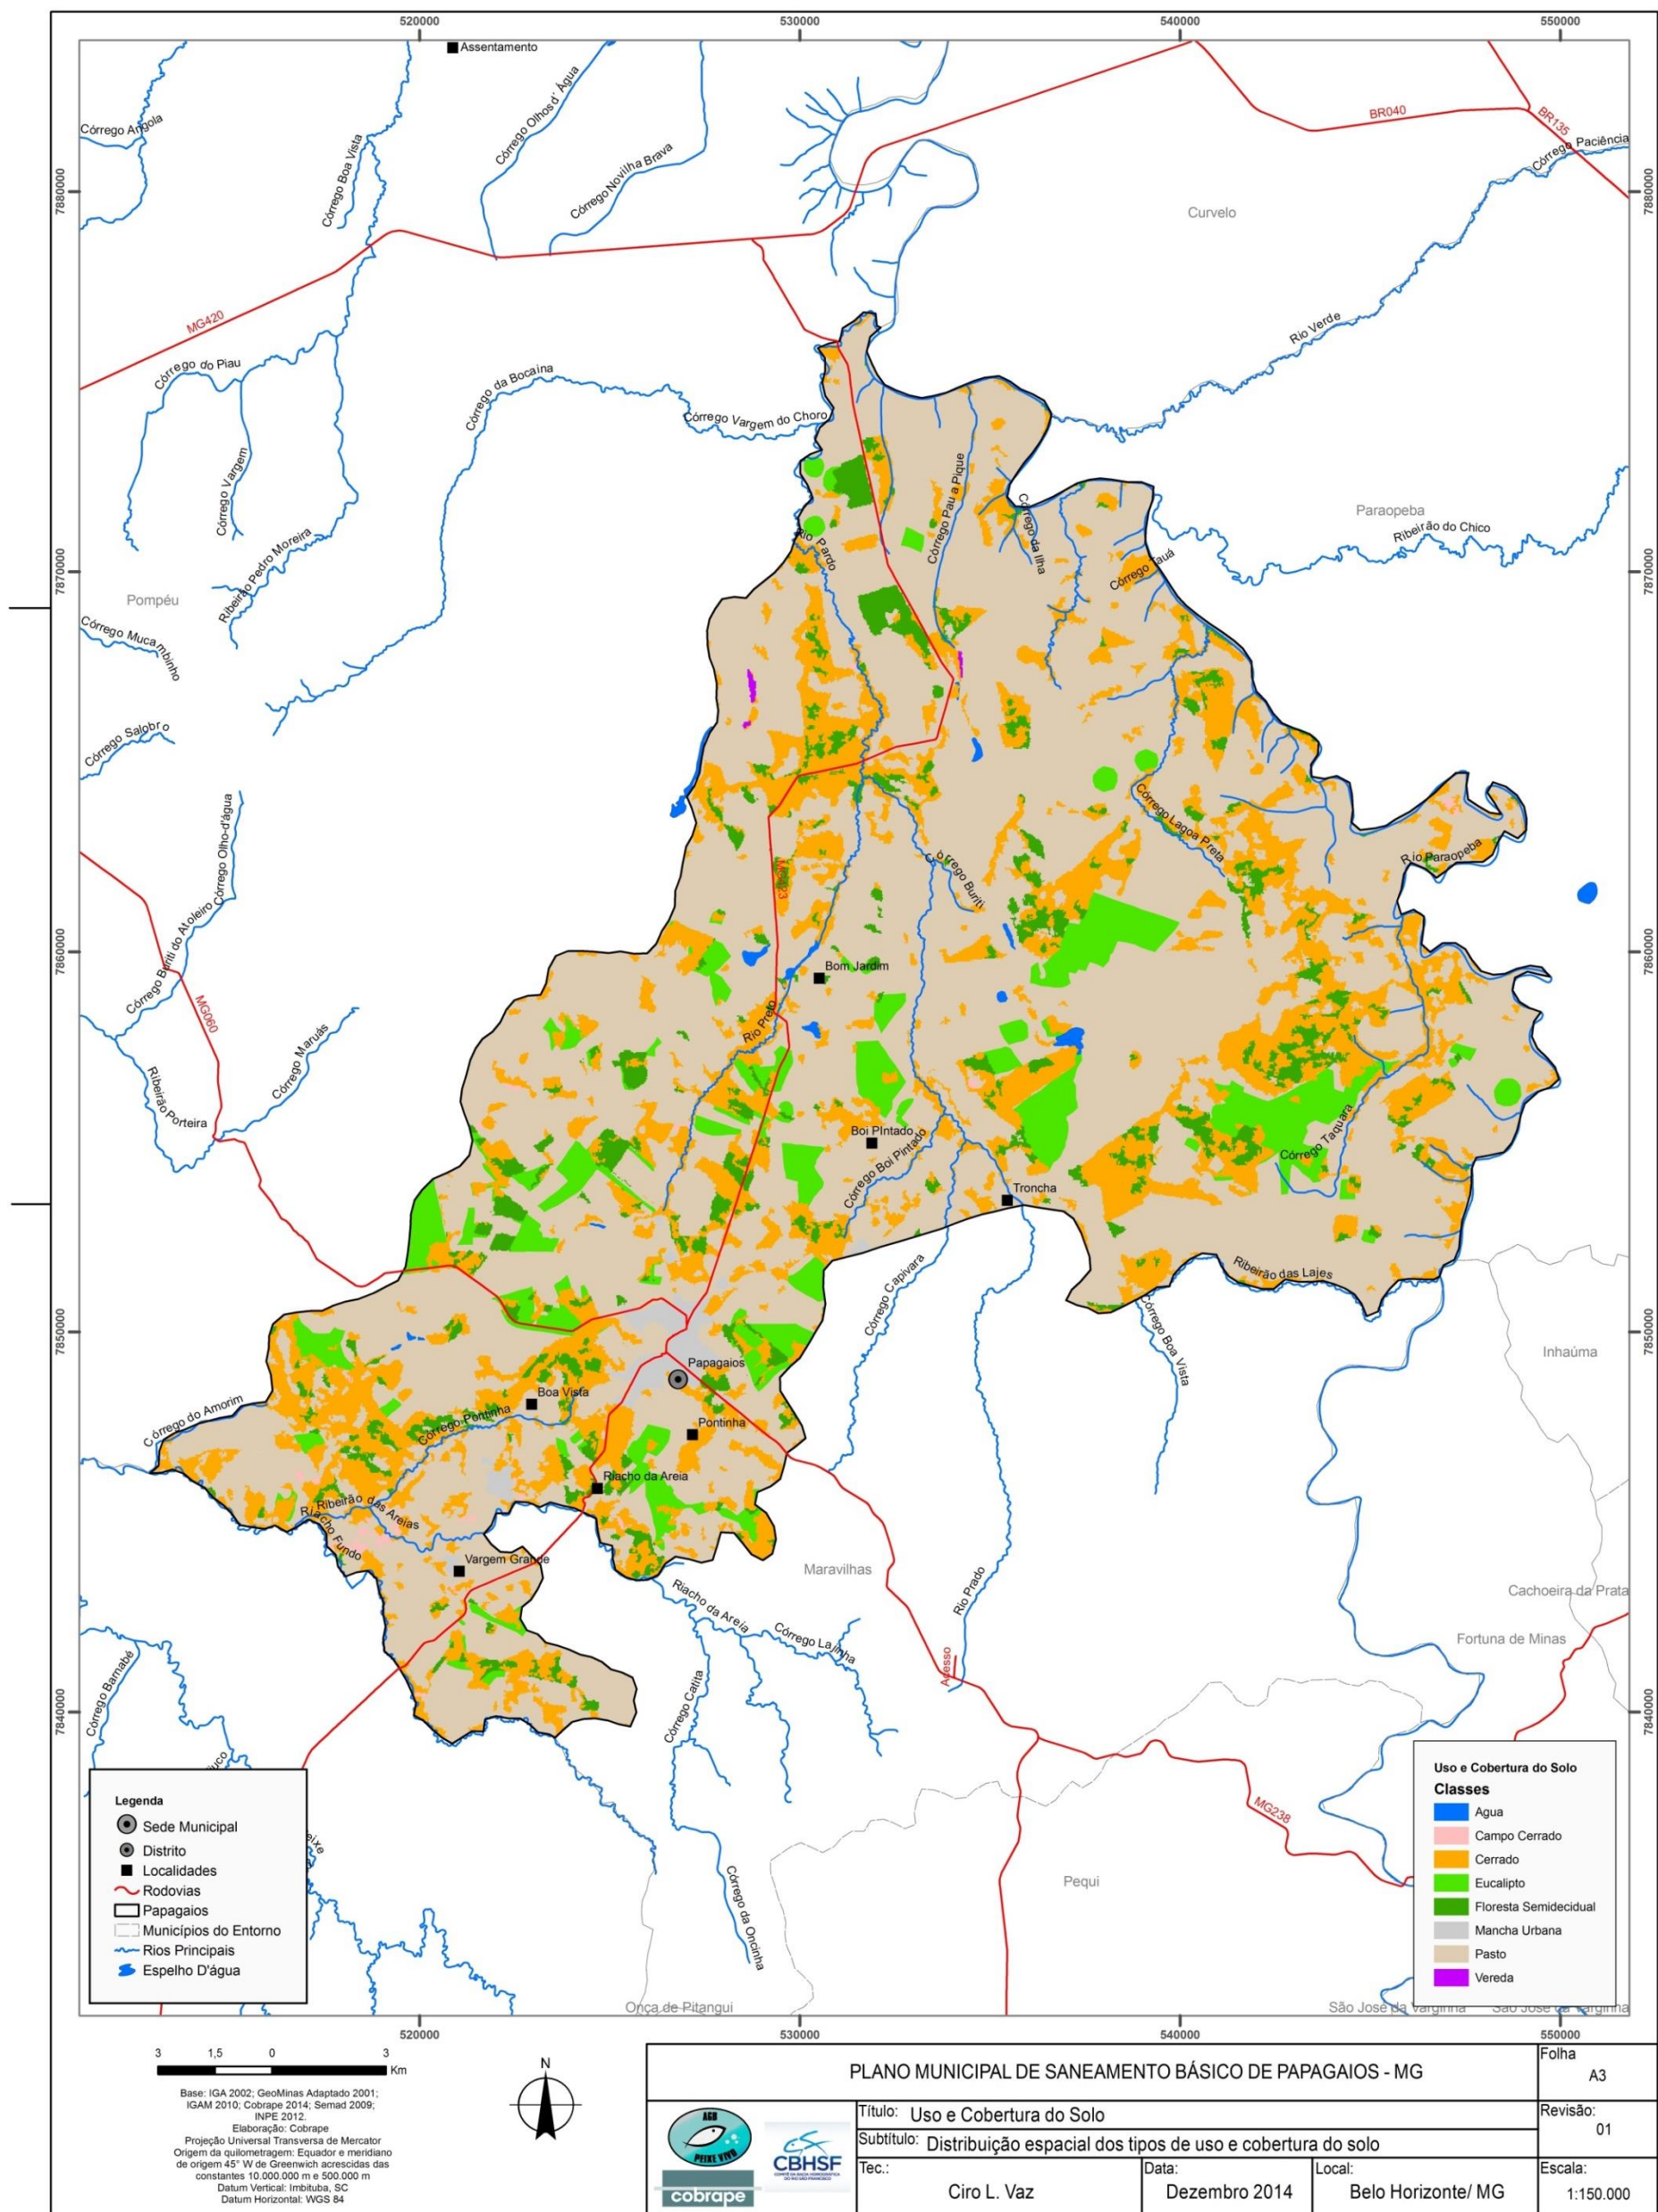 520000
530000
540000
550000
Assentamento
Córrego Angola
Córrego Boa Vista
Córrego Olhos d´ Água
Córrego Novilha Brava
BR040
BR135
Córrego Paciência
7880000
7880000
Curvelo
MG420
Rio Verde
Córrego do Piau
Córrego da Bocaina
Córrego Vargem do Choro
Córrego Vargem
Córrego Pau a Pique
Córrego da Ilha
Paraopeba
Ribeirão do Chico
Ribeirão Pedro Moreira
Rio Pardo
Córrego Tauá
7870000
7870000
Pompéu
Córrego Mucambinho
Córrego Salobro
Córrego Olho-d'água
Córrego Lagoa Preta
Córrego Buriti
Rio Paraopeba
Córrego Buriti do Atoleiro
7860000
7860000
Bom Jardim
MG060
Rio Preto
Córrego Maruás
Ribeirão Porteira
Boi PIntado
Córrego Boi Pintado
Córrego Taquara
Troncha
Córrego Capivara
Ribeirão das Lajes
Córrego Boa Vista
7850000
7850000
Inhaúma
Papagaios
Boa Vista
Córrego do Amorim
Córrego Pontinha
Pontinha
Riacho da Areia
Ribeirão das Areias
Riacho Fundo
Vargem Grande
Maravilhas
Rio Prado
Riacho da Areia
Córrego Lajinha
Cachoeira da Prata
Fortuna de Minas
Córrego Barnabé
Córrego Catita
Acesso
7840000
7840000
MG238
Pequi
Córrego da Oncinha
Onça de Pitangui
São José da Varginha
São José da Varginha
Legenda
Sede Municipal
Distrito
Localidades
Rodovias
Papagaios
Municípios do Entorno
Rios Principais
Espelho D'água
Uso e Cobertura do Solo
Classes
Agua
Campo Cerrado
Cerrado
Eucalipto
Floresta Semidecidual
Mancha Urbana
Pasto
Vereda
520000
530000
540000
550000
3 1,5 0 3
Km
Base: IGA 2002; GeoMinas Adaptado 2001;
IGAM 2010; Cobrape 2014; Semad 2009;
INPE 2012.
Elaboração: Cobrape
Projeção Universal Transversa de Mercator
Origem da quilometragem: Equador e meridiano
de origem 45° W de Greenwich acrescidas das
constantes 10.000.000 m e 500.000 m
Datum Vertical: Imbituba, SC
Datum Horizontal: WGS 84
N
PLANO MUNICIPAL DE SANEAMENTO BÁSICO DE PAPAGAIOS - MG
Folha
A3
AGB
PEIXE VIVO
CBHSF
cobrape
Título: Uso e Cobertura do Solo
Subtítulo: Distribuição espacial dos tipos de uso e cobertura do solo
Revisão:
01
Tec.:
Ciro L. Vaz
Data:
Dezembro 2014
Local:
Belo Horizonte/ MG
Escala:
1:150.000